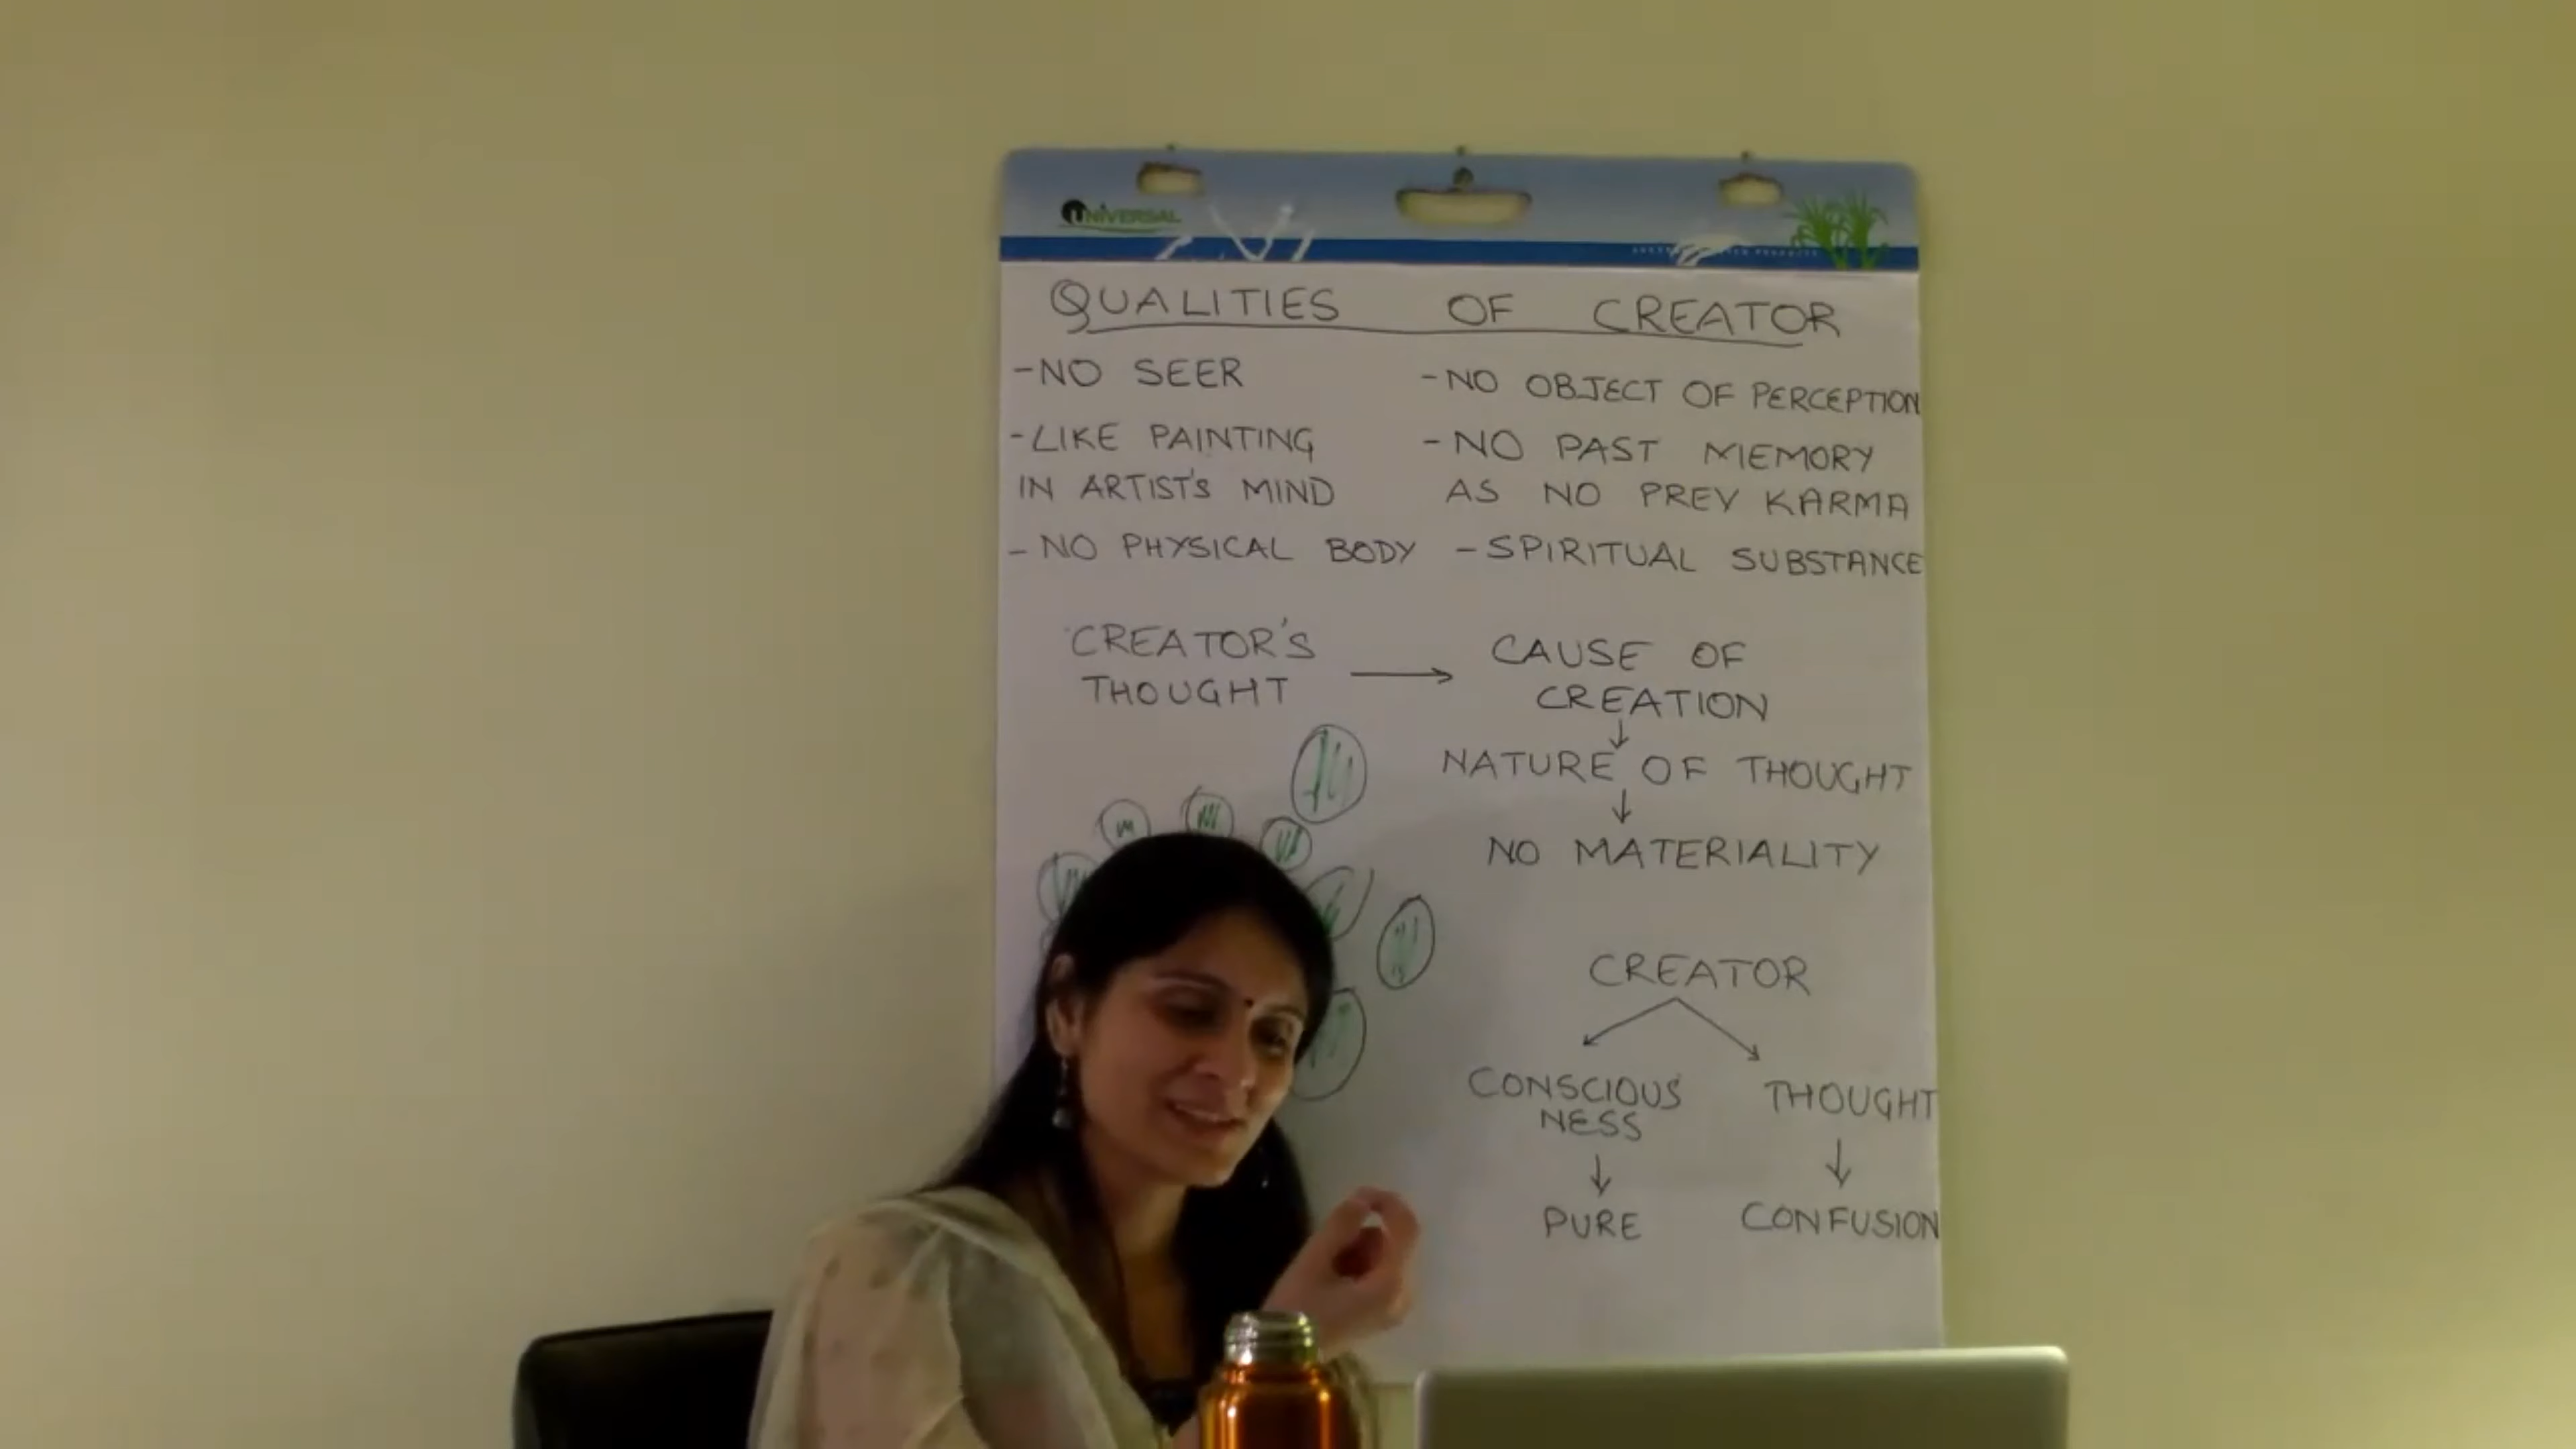 UNIVERSAL
QUALITIES OF CREATOR
-NO SEER
-NO OBJECT OF PERCEPTION
-LIKE PAINTING
IN ARTIST'S MIND
-NO PAST MEMORY
AS NO PREV KARMA
-NO PHYSICAL BODY
-SPIRITUAL SUBSTANCE
CREATOR'S
THOUGHT
→
CAUSE OF
CREATION
↓
NATURE OF THOUGHT
↓
NO MATERIALITY
CREATOR
CONSCIOUS
NESS
THOUGHT
↓
↓
PURE
CONFUSION